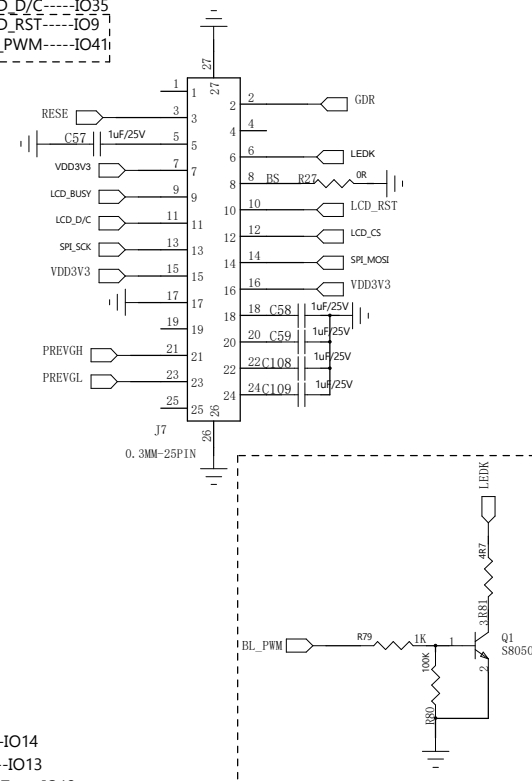 D_D/C-----IO35
D_RST-----IO9
_PWM-----IO41
27
27
1
1
2
2
GDR
RESE
3
3
4
4
C57
1uF/25V
5
5
6
6
LEDK
VDD3V3
7
7
8
8
BS
R27
0R
LCD_BUSY
9
9
10
10
LCD_RST
LCD_D/C
11
11
12
12
LCD_CS
SPI_SCK
13
13
14
14
SPI_MOSI
VDD3V3
15
15
16
16
VDD3V3
17
17
18
18
C58
1uF/25V
19
19
20
20
C59
1uF/25V
PREVGH
21
21
22
22
C108
1uF/25V
PREVGL
23
23
24
24
C109
1uF/25V
25
25
26
26
J7
0.3MM-25PIN
LEDK
4R7
R81
3
BL_PWM
R79
1K
1
Q1
S8050
2
100K
R80
-IO14
--IO13